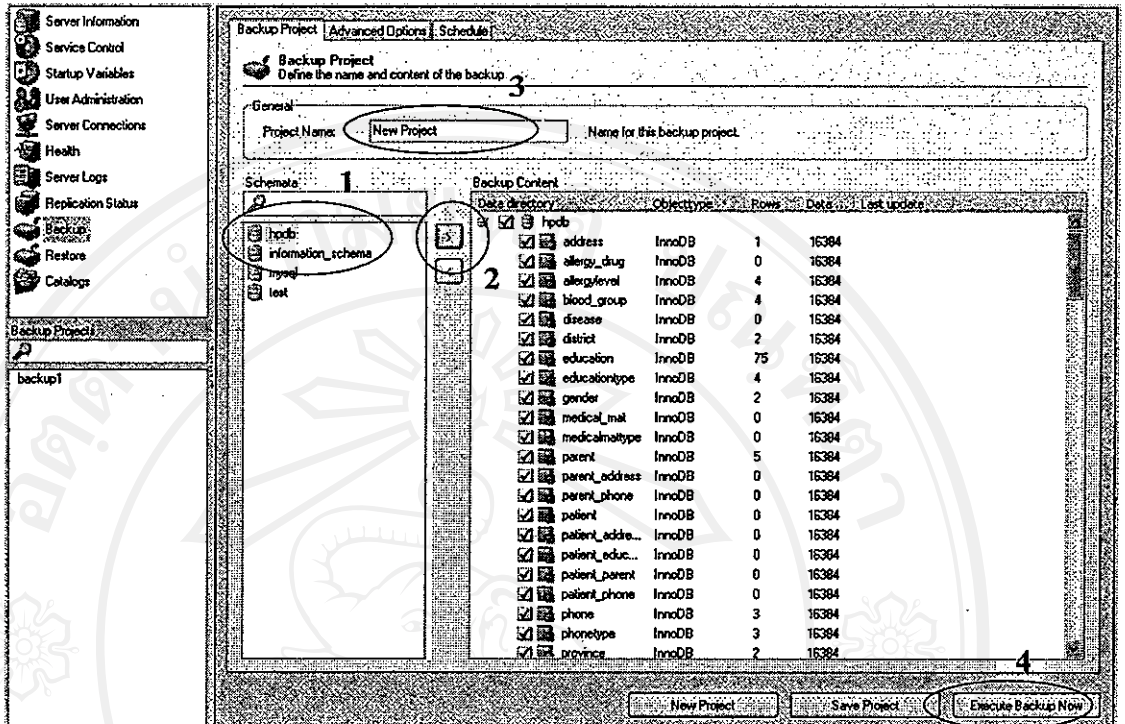 Server Information
Service Control
Startup Variables
User Administration
Server Connections
Health
Server Logs
Replication Status
Backup
Restore
Catalogs
Backup Projects
backup1
Backup Project Advanced Options Schedule
Backup Project
Define the name and content of the backup.
3
General
Project Name: New Project Name for this backup project.
Schemata
1
hpdb
information_schema
mysql
test
2
Backup Content
Data directory Objecttype Rows Data Last update
hpdb
address InnoDB 1 16384
allergy_drug InnoDB 0 16384
allergylevel InnoDB 4 16384
blood_group InnoDB 4 16384
disease InnoDB 0 16384
district InnoDB 2 16384
education InnoDB 75 16384
educationtype InnoDB 4 16384
gender InnoDB 2 16384
medical_mat InnoDB 0 16384
medicalmattype InnoDB 0 16384
parent InnoDB 5 16384
parent_address InnoDB 0 16384
parent_phone InnoDB 0 16384
patient InnoDB 0 16384
patient_addre... InnoDB 0 16384
patient_educ... InnoDB 0 16384
patient_parent InnoDB 0 16384
patient_phone InnoDB 0 16384
phone InnoDB 3 16384
phonetype InnoDB 3 16384
province InnoDB 2 16384
4
New Project Save Project Execute Backup Now